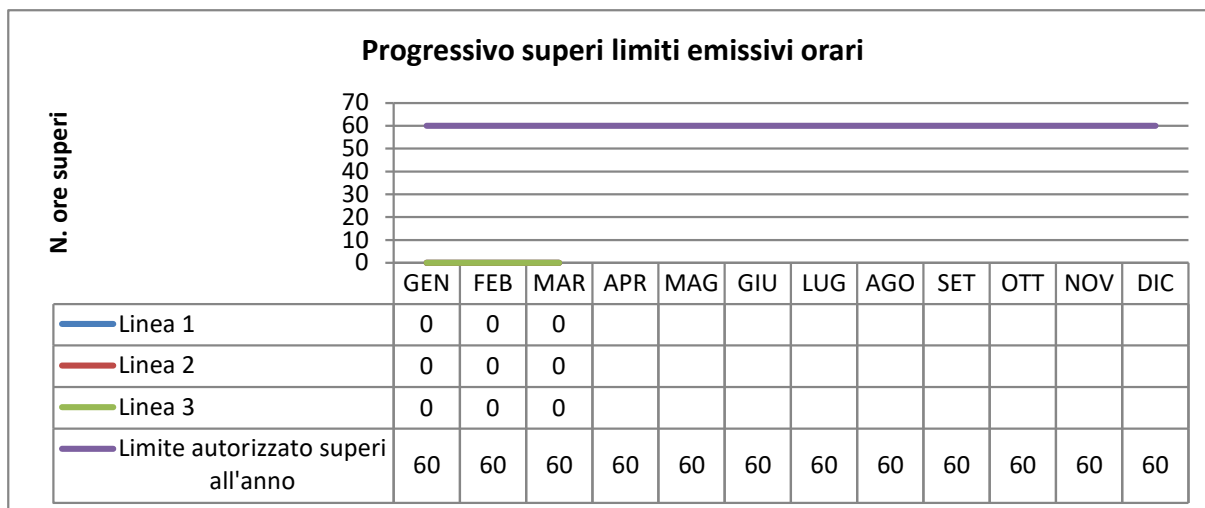 Progressivo superi limiti emissivi orari
N. ore superi
70
60
50
40
30
20
10
0
GEN FEB MAR APR MAG GIU LUG AGO SET OTT NOV DIC
Linea 1 0 0 0
Linea 2 0 0 0
Linea 3 0 0 0
Limite autorizzato superi
all'anno 60 60 60 60 60 60 60 60 60 60 60 60